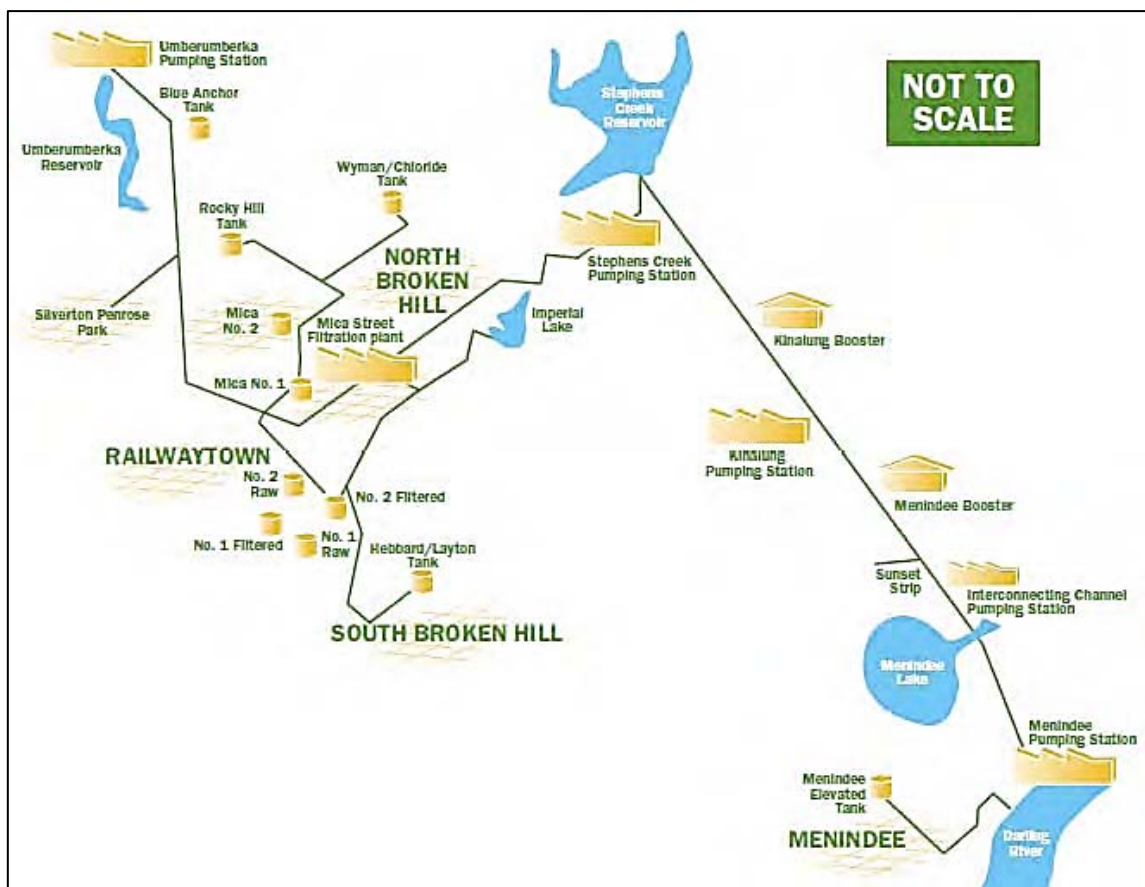 Umberumberka
Pumping Station
Blue Anchor
Tank
Umberumberka
Reservoir
Stephens
Creek
Reservoir
NOT TO
SCALE
Wyman/Chloride
Tank
Rocky Hill
Tank
NORTH
BROKEN
HILL
Stephens Creek
Pumping Station
Silverton Penrose
Park
Mica
No. 2
Mica Street
Filtration plant
Imperial
Lake
Kinalung Booster
Mica No. 1
RAILWAYTOWN
Kinalung
Pumping Station
No. 2
Raw
No. 2 Filtered
Menindee Booster
No. 1 Filtered
No. 1
Raw
Hebbard/Layton
Tank
Sunset
Strip
Interconnecting Channel
Pumping Station
SOUTH BROKEN HILL
Menindee
Lake
Menindee
Pumping Station
Menindee
Elevated
Tank
MENINDEE
Darling
River